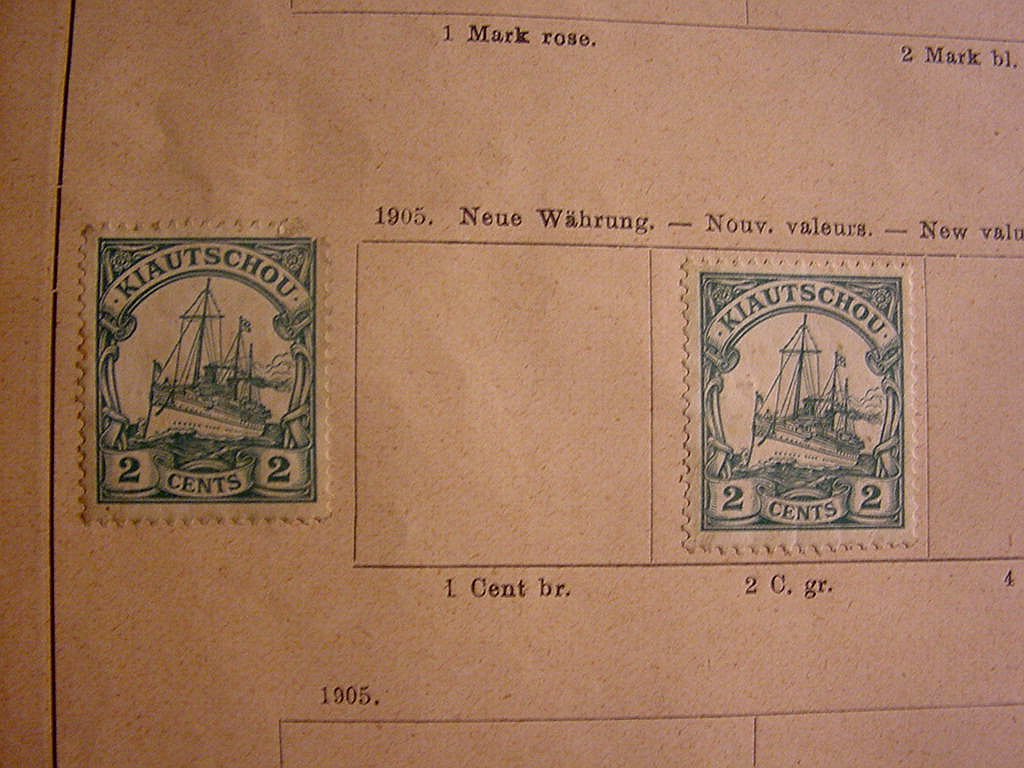 1 Mark rose.
2 Mark bl.
1905. Neue Währung. — Nouv. valeurs. — New valu
KIAUTSCHOU
2 CENTS 2
KIAUTSCHOU
2 CENTS 2
1 Cent br.
2 C. gr.
4
1905.